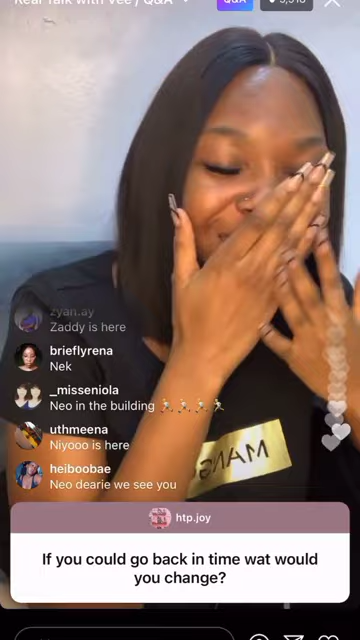 Real Talk with Vee / Q&A
Q&A
zyan.ay
Zaddy is here
brieflyrena
Nek
_misseniola
Neo in the building 🏃🏽‍♂️🏃🏽‍♂️🏃🏽‍♂️🏃🏽‍♂️
uthmeena
Niyooo is here
heiboobae
Neo dearie we see you
htp.joy
If you could go back in time wat would
you change?